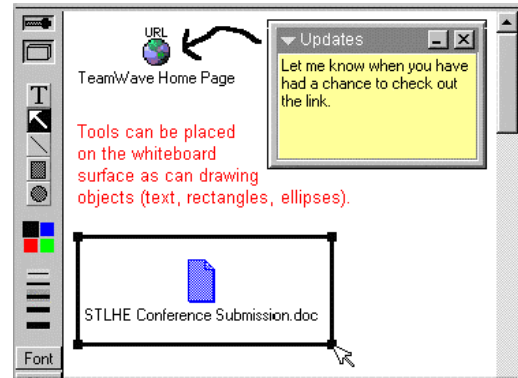 URL
TeamWave Home Page
Updates
Let me know when you have
had a chance to check out
the link.
T
Tools can be placed
on the whiteboard
surface as can drawing
objects (text, rectangles, ellipses).
STLHE Conference Submission.doc
Font